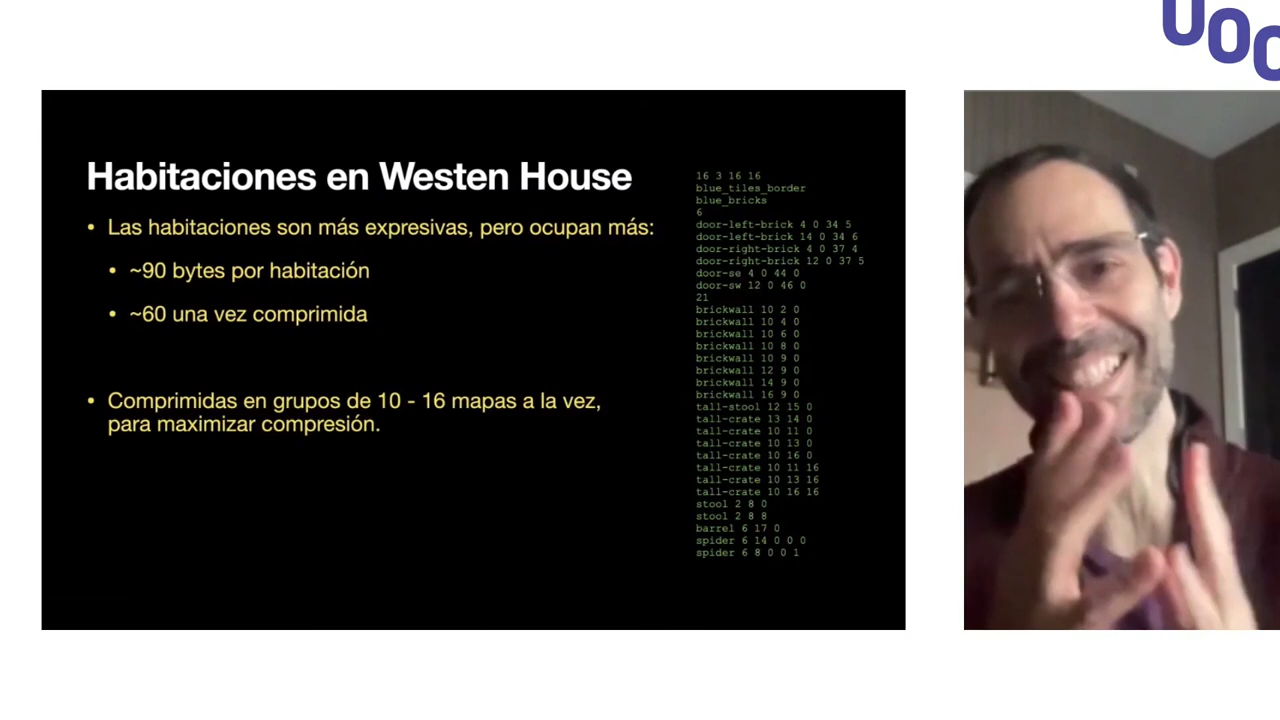 UOC
Habitaciones en Westen House
• Las habitaciones son más expresivas, pero ocupan más:
• ~90 bytes por habitación
• ~60 una vez comprimida
• Comprimidas en grupos de 10 - 16 mapas a la vez,
para maximizar compresión.
16 3 16 16
blue_tiles_border
blue_bricks
6
door-left-brick 4 0 34 5
door-left-brick 14 0 34 6
door-right-brick 4 0 37 4
door-right-brick 12 0 37 5
door-se 4 0 44 0
door-sw 12 0 46 0
21
brickwall 10 2 0
brickwall 10 4 0
brickwall 10 6 0
brickwall 10 8 0
brickwall 10 9 0
brickwall 12 9 0
brickwall 14 9 0
brickwall 16 9 0
tall-stool 12 15 0
tall-crate 13 14 0
tall-crate 10 11 0
tall-crate 10 13 0
tall-crate 10 16 0
tall-crate 10 11 16
tall-crate 10 13 16
tall-crate 10 16 16
stool 2 8 0
stool 2 8 8
barrel 6 17 0
spider 6 14 0 0 0
spider 6 8 0 0 1